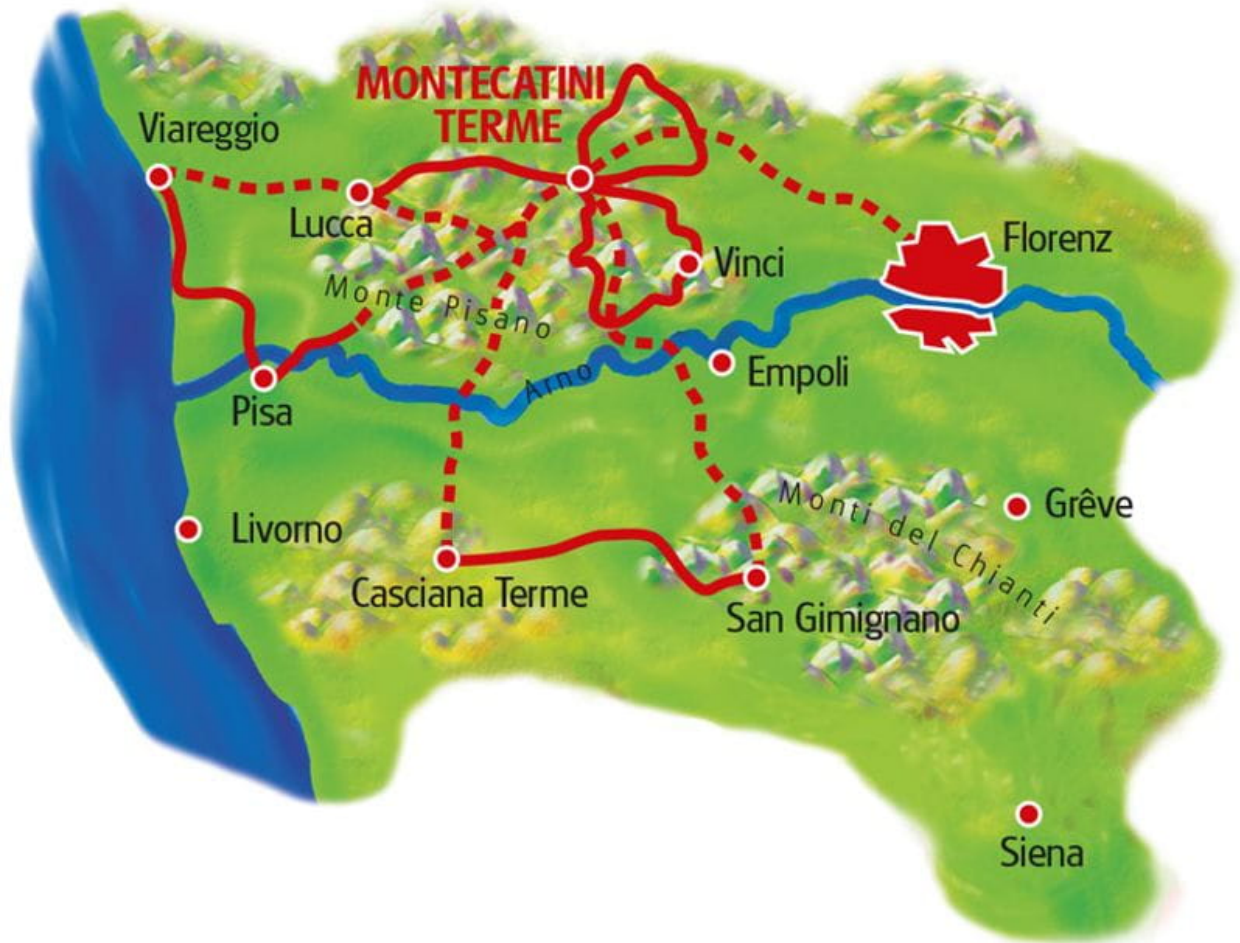 MONTECATINI
TERME
Viareggio
Lucca
Florenz
Vinci
Monte Pisano
Arno
Empoli
Pisa
Monti del Chianti
Grêve
Livorno
Casciana Terme
San Gimignano
Siena